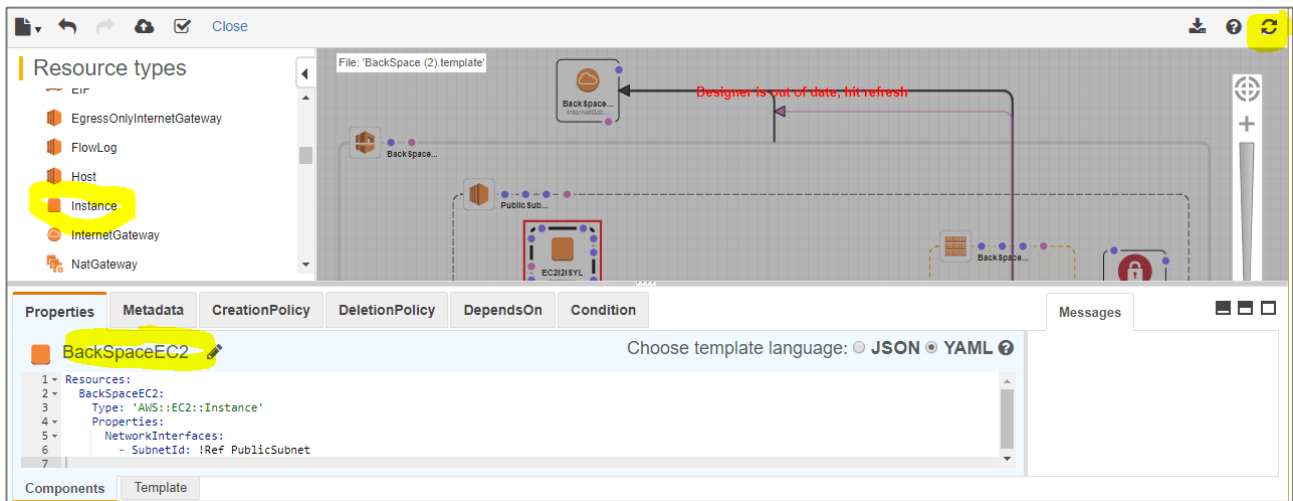 Close
Resource types
EIP
EgressOnlyInternetGateway
FlowLog
Host
Instance
InternetGateway
NatGateway
File: 'BackSpace (2).template'
BackSpace...
InternetGat...
Designer is out of date, hit refresh
BackSpace...
Public Sub...
EC2I2I5YL
BackSpace...
Properties
Metadata
CreationPolicy
DeletionPolicy
DependsOn
Condition
Messages
BackSpaceEC2
Choose template language: JSON YAML
1 Resources:
2 BackSpaceEC2:
3 Type: 'AWS::EC2::Instance'
4 Properties:
5 NetworkInterfaces:
6 - SubnetId: !Ref PublicSubnet
7
Components
Template